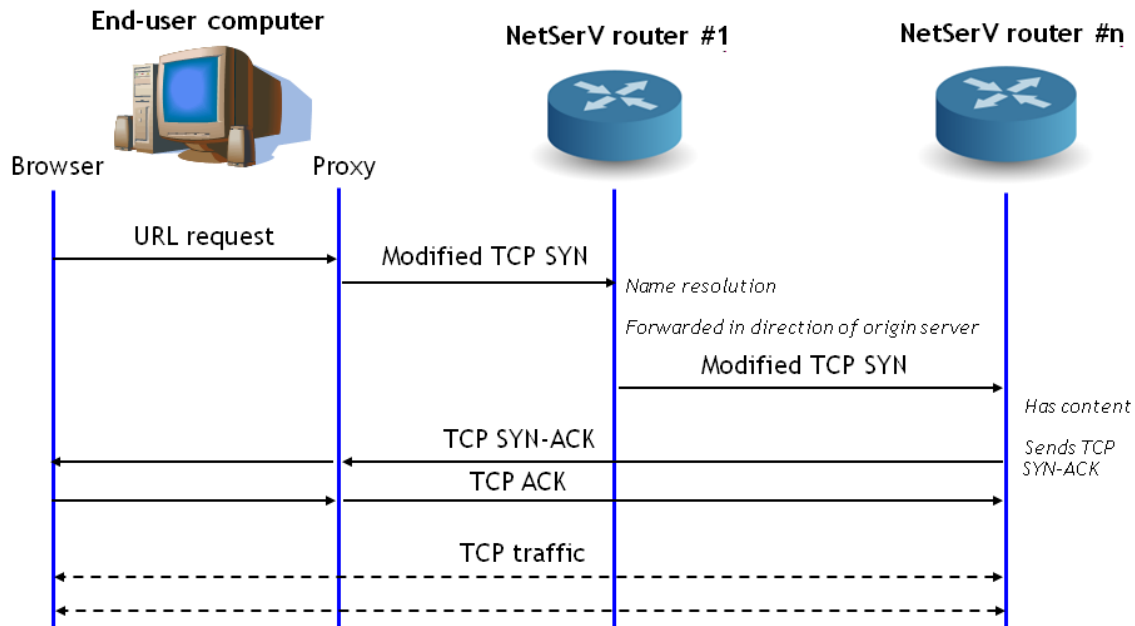 End-user computer
NetSerV router #1
NetSerV router #n
Browser
Proxy
URL request
Modified TCP SYN
Name resolution
Forwarded in direction of origin server
Modified TCP SYN
Has content
TCP SYN-ACK
Sends TCP
SYN-ACK
TCP ACK
TCP traffic